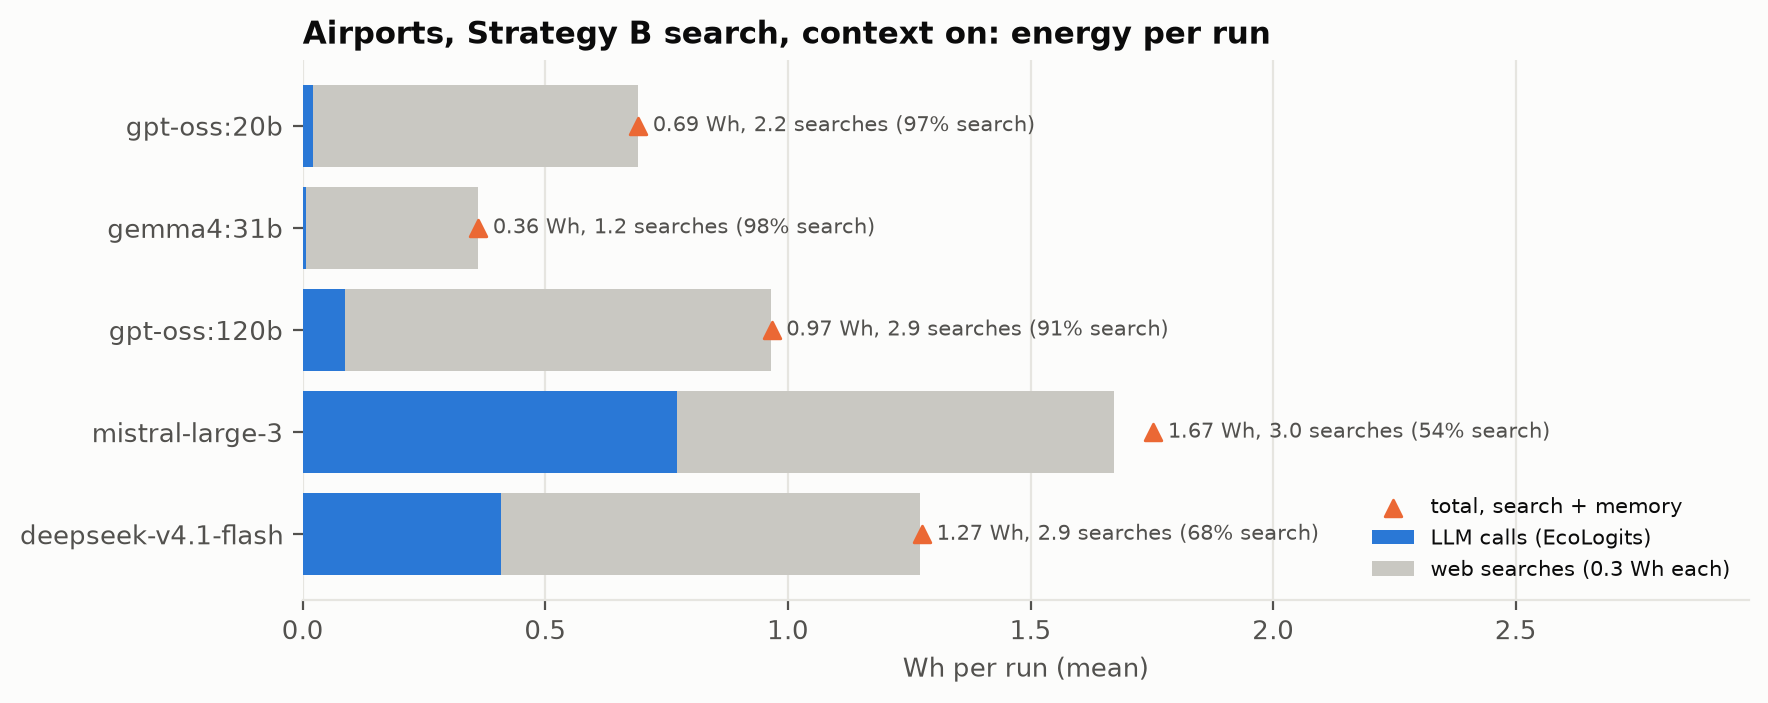 Airports, Strategy B search, context on: energy per run
gpt-oss:20b
0.69 Wh, 2.2 searches (97% search)
gemma4:31b
0.36 Wh, 1.2 searches (98% search)
gpt-oss:120b
0.97 Wh, 2.9 searches (91% search)
mistral-large-3
1.67 Wh, 3.0 searches (54% search)
deepseek-v4.1-flash
1.27 Wh, 2.9 searches (68% search)
total, search + memory
LLM calls (EcoLogits)
web searches (0.3 Wh each)
0.0 0.5 1.0 1.5 2.0 2.5
Wh per run (mean)